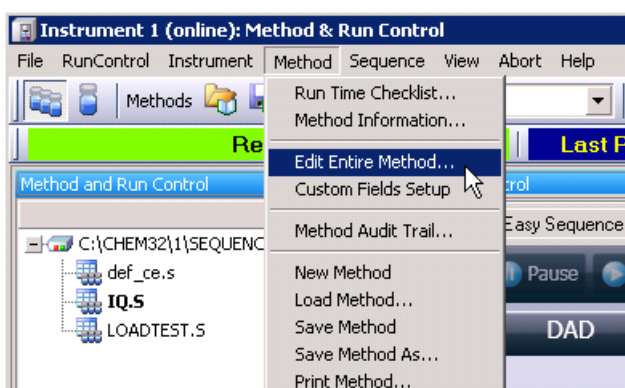 Instrument 1 (online): Method & Run Control
File RunControl Instrument Method Sequence View Abort Help
Methods
Run Time Checklist...
Method Information...
Last
Edit Entire Method...
Method and Run Control
Custom Fields Setup
Method Audit Trail...
Easy Sequence
C:\CHEM32\1\SEQUENC
def_ce.s
New Method
Pause
IQ.S
Load Method...
LOADTEST.S
Save Method
DAD
Save Method As...
Print Method...